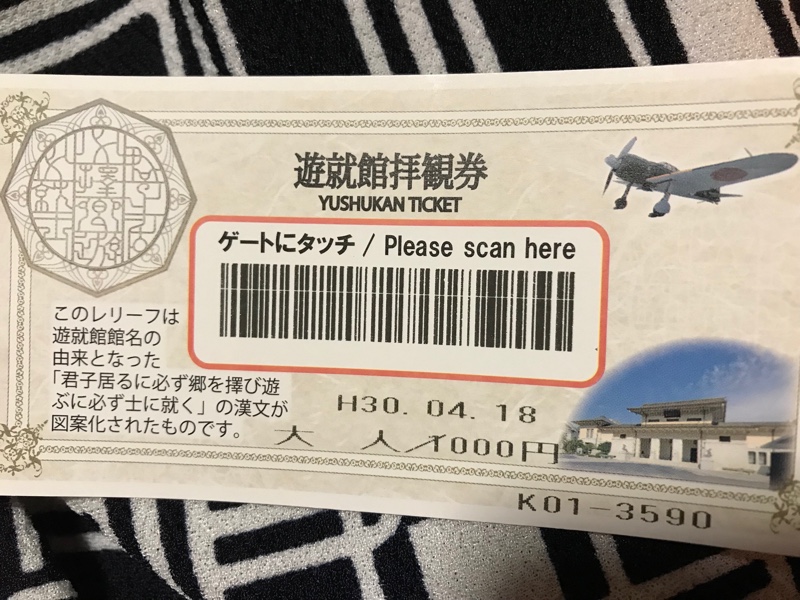 遊就館拝観券
YUSHUKAN TICKET
ゲートにタッチ / Please scan here
このレリーフは
遊就館館名の
由来となった
「君子居るに必ず郷を擇び遊
ぶに必ず士に就く」の漢文が
図案化されたものです。
H30. 04. 18
大 人 1000円
K01-3590